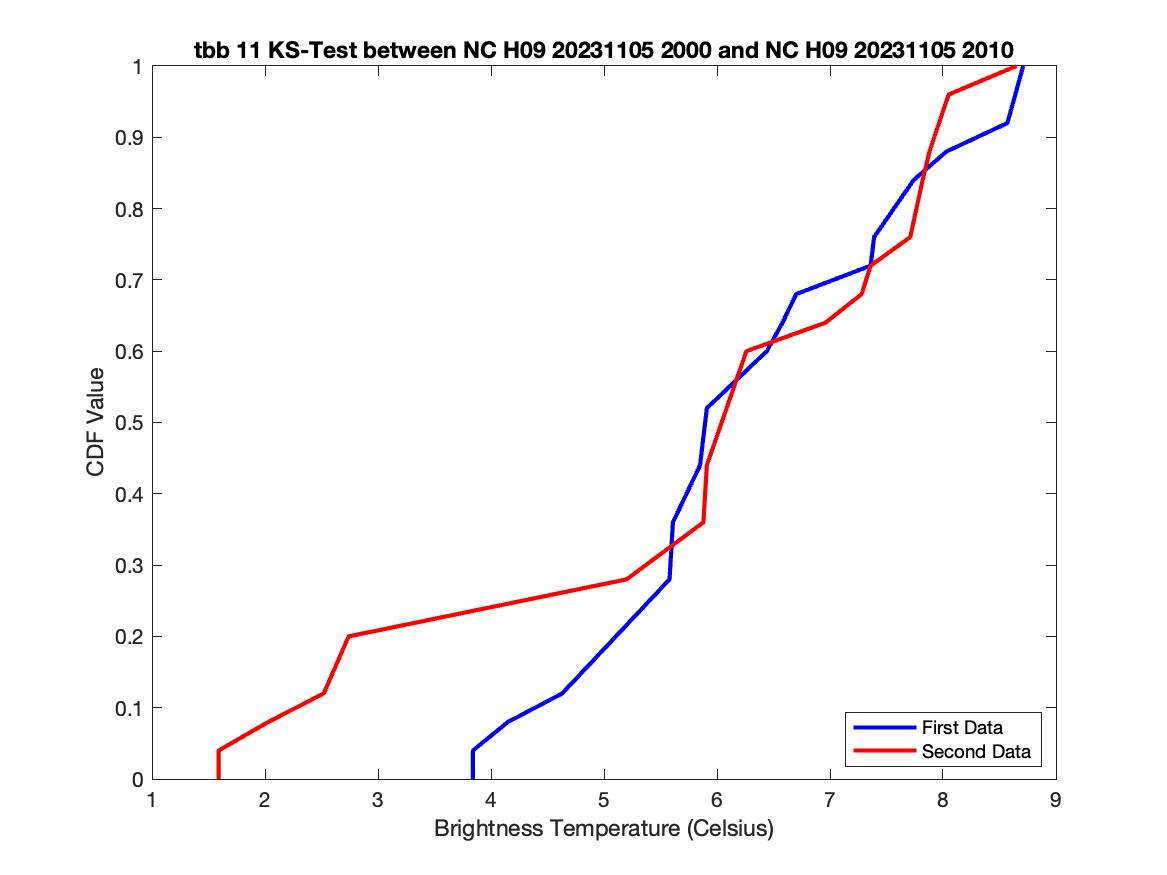 tbb 11 KS-Test between NC H09 20231105 2000 and NC H09 20231105 2010
1
0.9
0.8
0.7
0.6
0.5
0.4
0.3
0.2
0.1
0
CDF Value
1 2 3 4 5 6 7 8 9
Brightness Temperature (Celsius)
First Data
Second Data